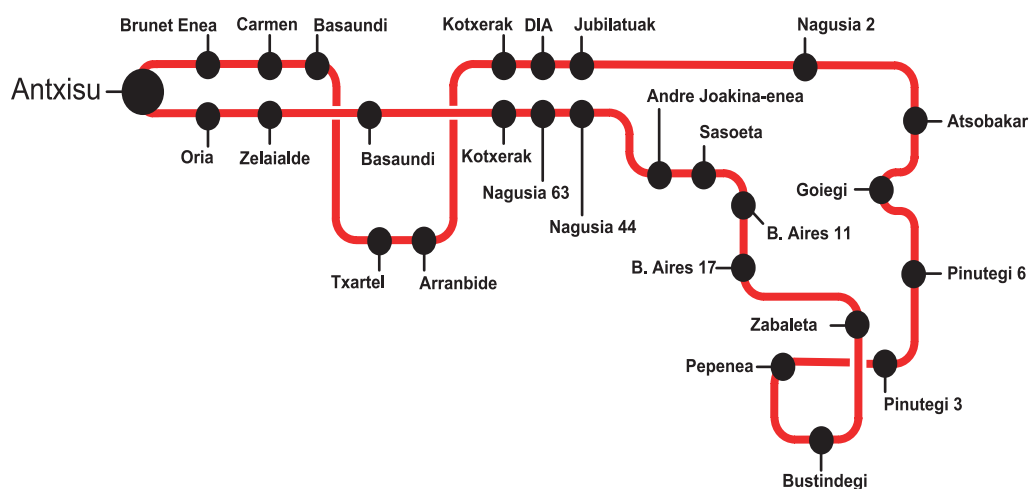 Brunet Enea
Carmen
Basaundi
Kotxerak
DIA
Jubilatuak
Nagusia 2
Antxisu
Andre Joakina-enea
Atsobakar
Sasoeta
Oria
Zelaialde
Basaundi
Kotxerak
Nagusia 63
Nagusia 44
Goiegi
B. Aires 11
Txartel
Arranbide
B. Aires 17
Pinutegi 6
Zabaleta
Pepenea
Pinutegi 3
Bustindegi